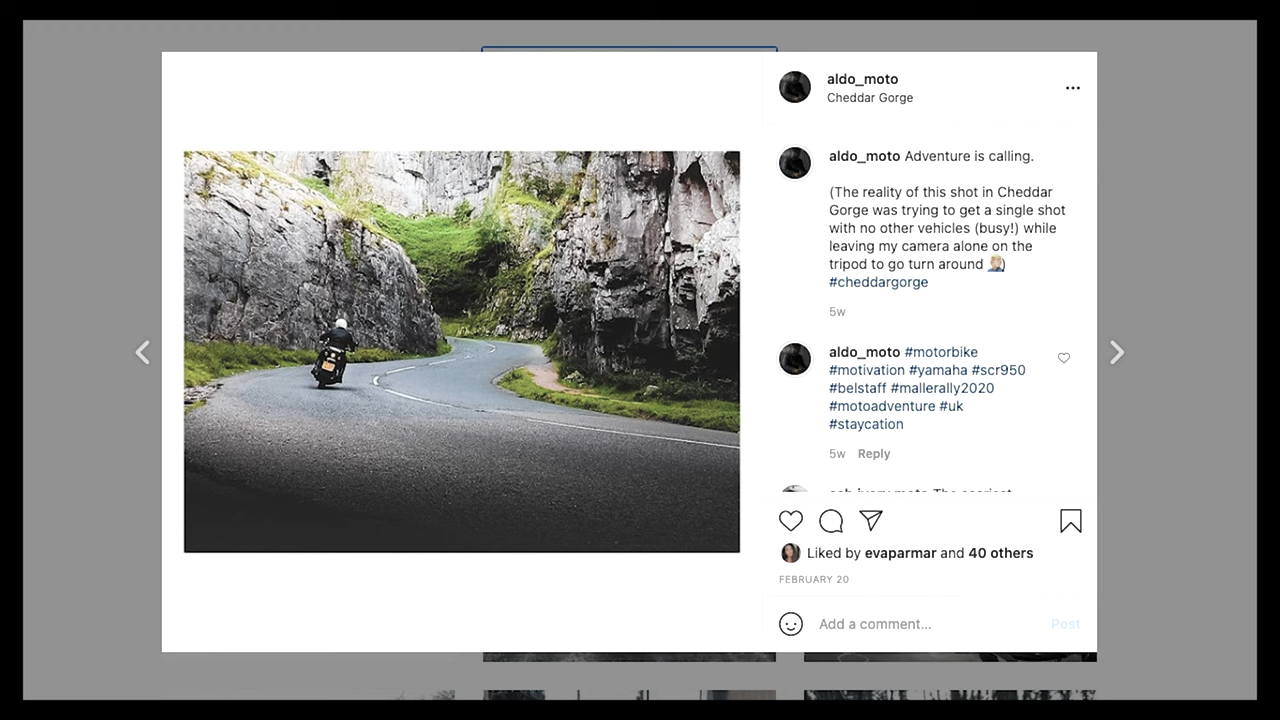 aldo_moto
Cheddar Gorge
aldo_moto Adventure is calling.
(The reality of this shot in Cheddar
Gorge was trying to get a single shot
with no other vehicles (busy!) while
leaving my camera alone on the
tripod to go turn around 🤦🏼‍♂️
#cheddargorge
5w
aldo_moto #motorbike
#motivation #yamaha #scr950
#belstaff #mallerally2020
#motoadventure #uk
#staycation
5w Reply
Liked by evaparmar and 40 others
FEBRUARY 20
Add a comment...
Post